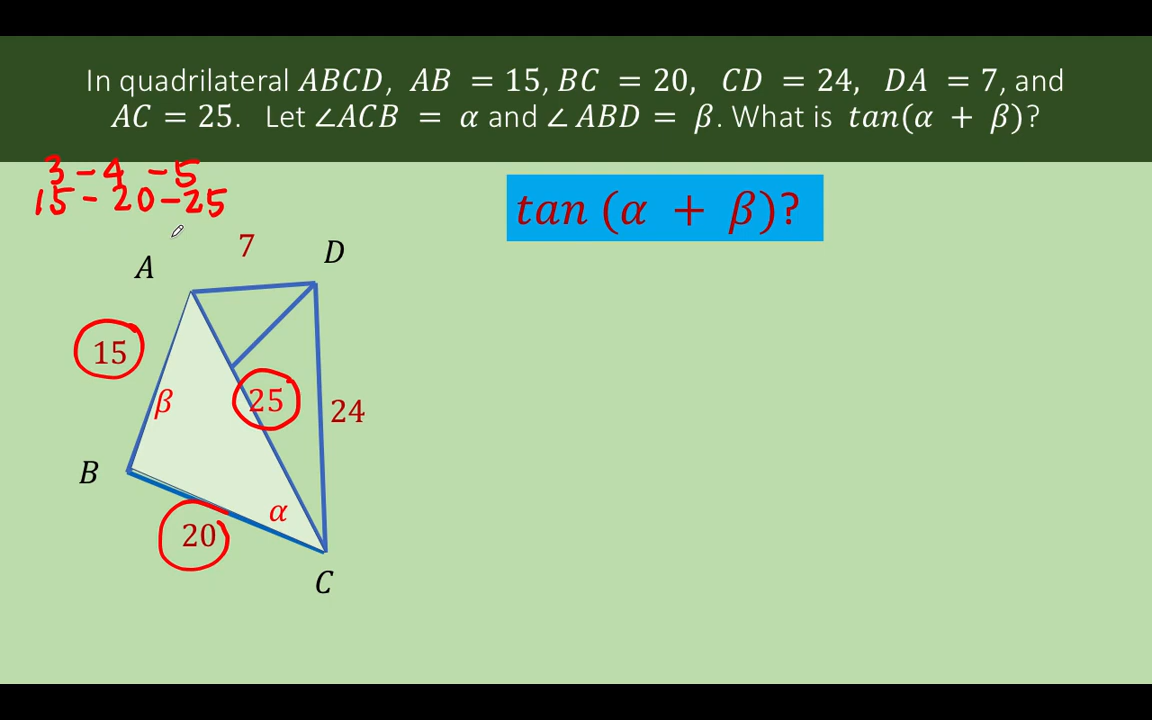 In quadrilateral ABCD, AB = 15, BC = 20, CD = 24, DA = 7, and
AC = 25. Let ∠ACB = α and ∠ ABD = β. What is tan(α + β)?
3 - 4 - 5
15 - 20 - 25
tan (α + β)?
7
D
A
15
β
25
24
B
α
20
C